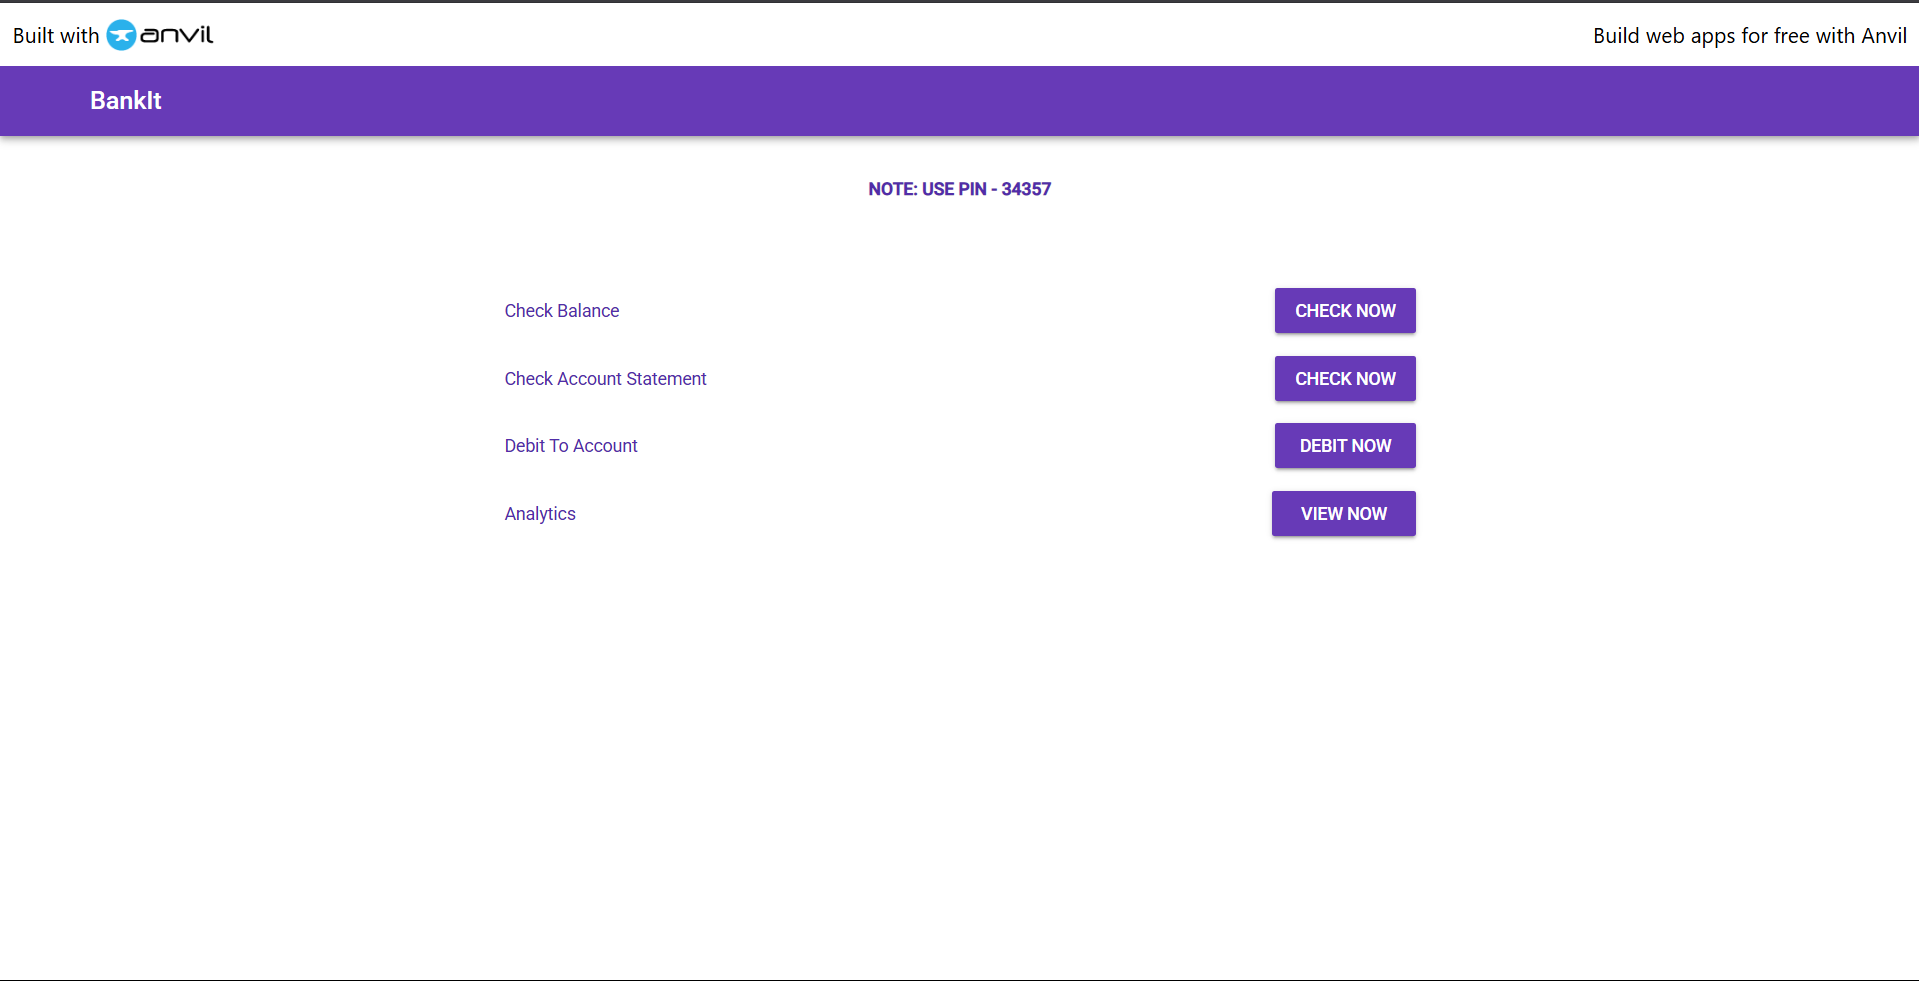 Built with anvil
Build web apps for free with Anvil
BankIt
NOTE: USE PIN - 34357
Check Balance
CHECK NOW
Check Account Statement
CHECK NOW
Debit To Account
DEBIT NOW
Analytics
VIEW NOW